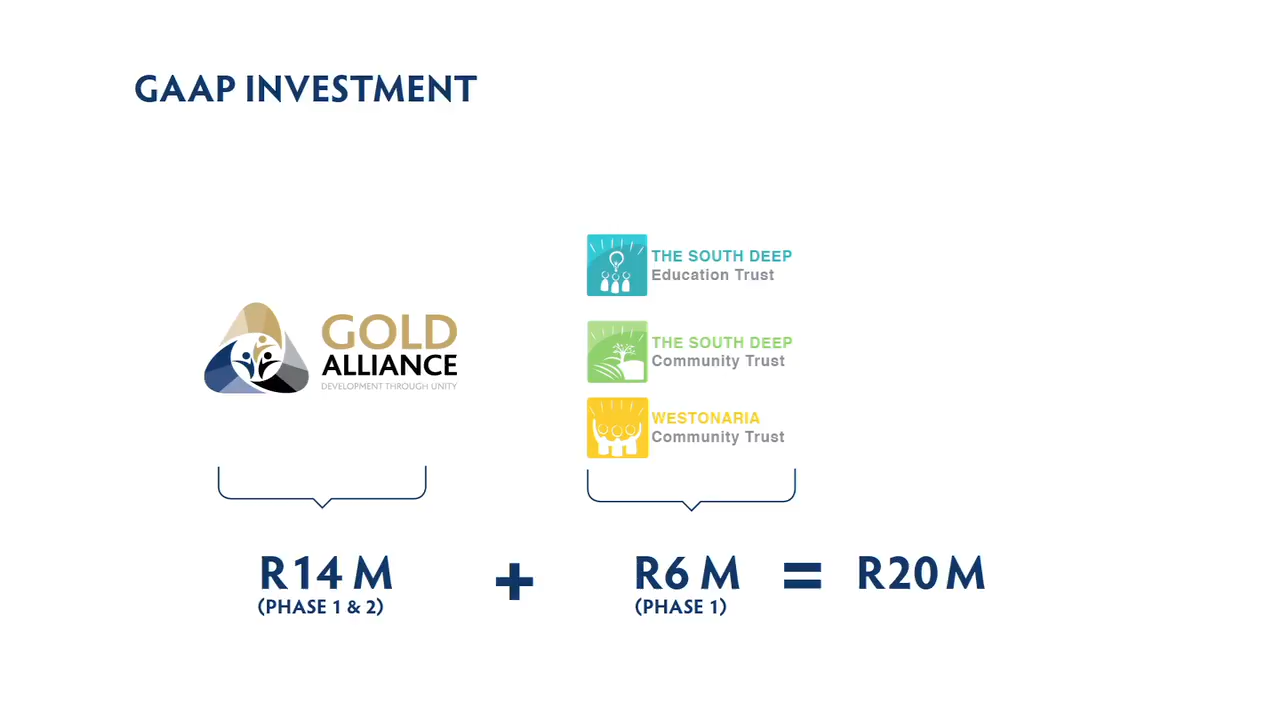 GAAP INVESTMENT
GOLD
ALLIANCE
DEVELOPMENT THROUGH UNITY
THE SOUTH DEEP
Education Trust
THE SOUTH DEEP
Community Trust
WESTONARIA
Community Trust
R14 M + R6 M = R20 M
(PHASE 1 & 2) (PHASE 1)